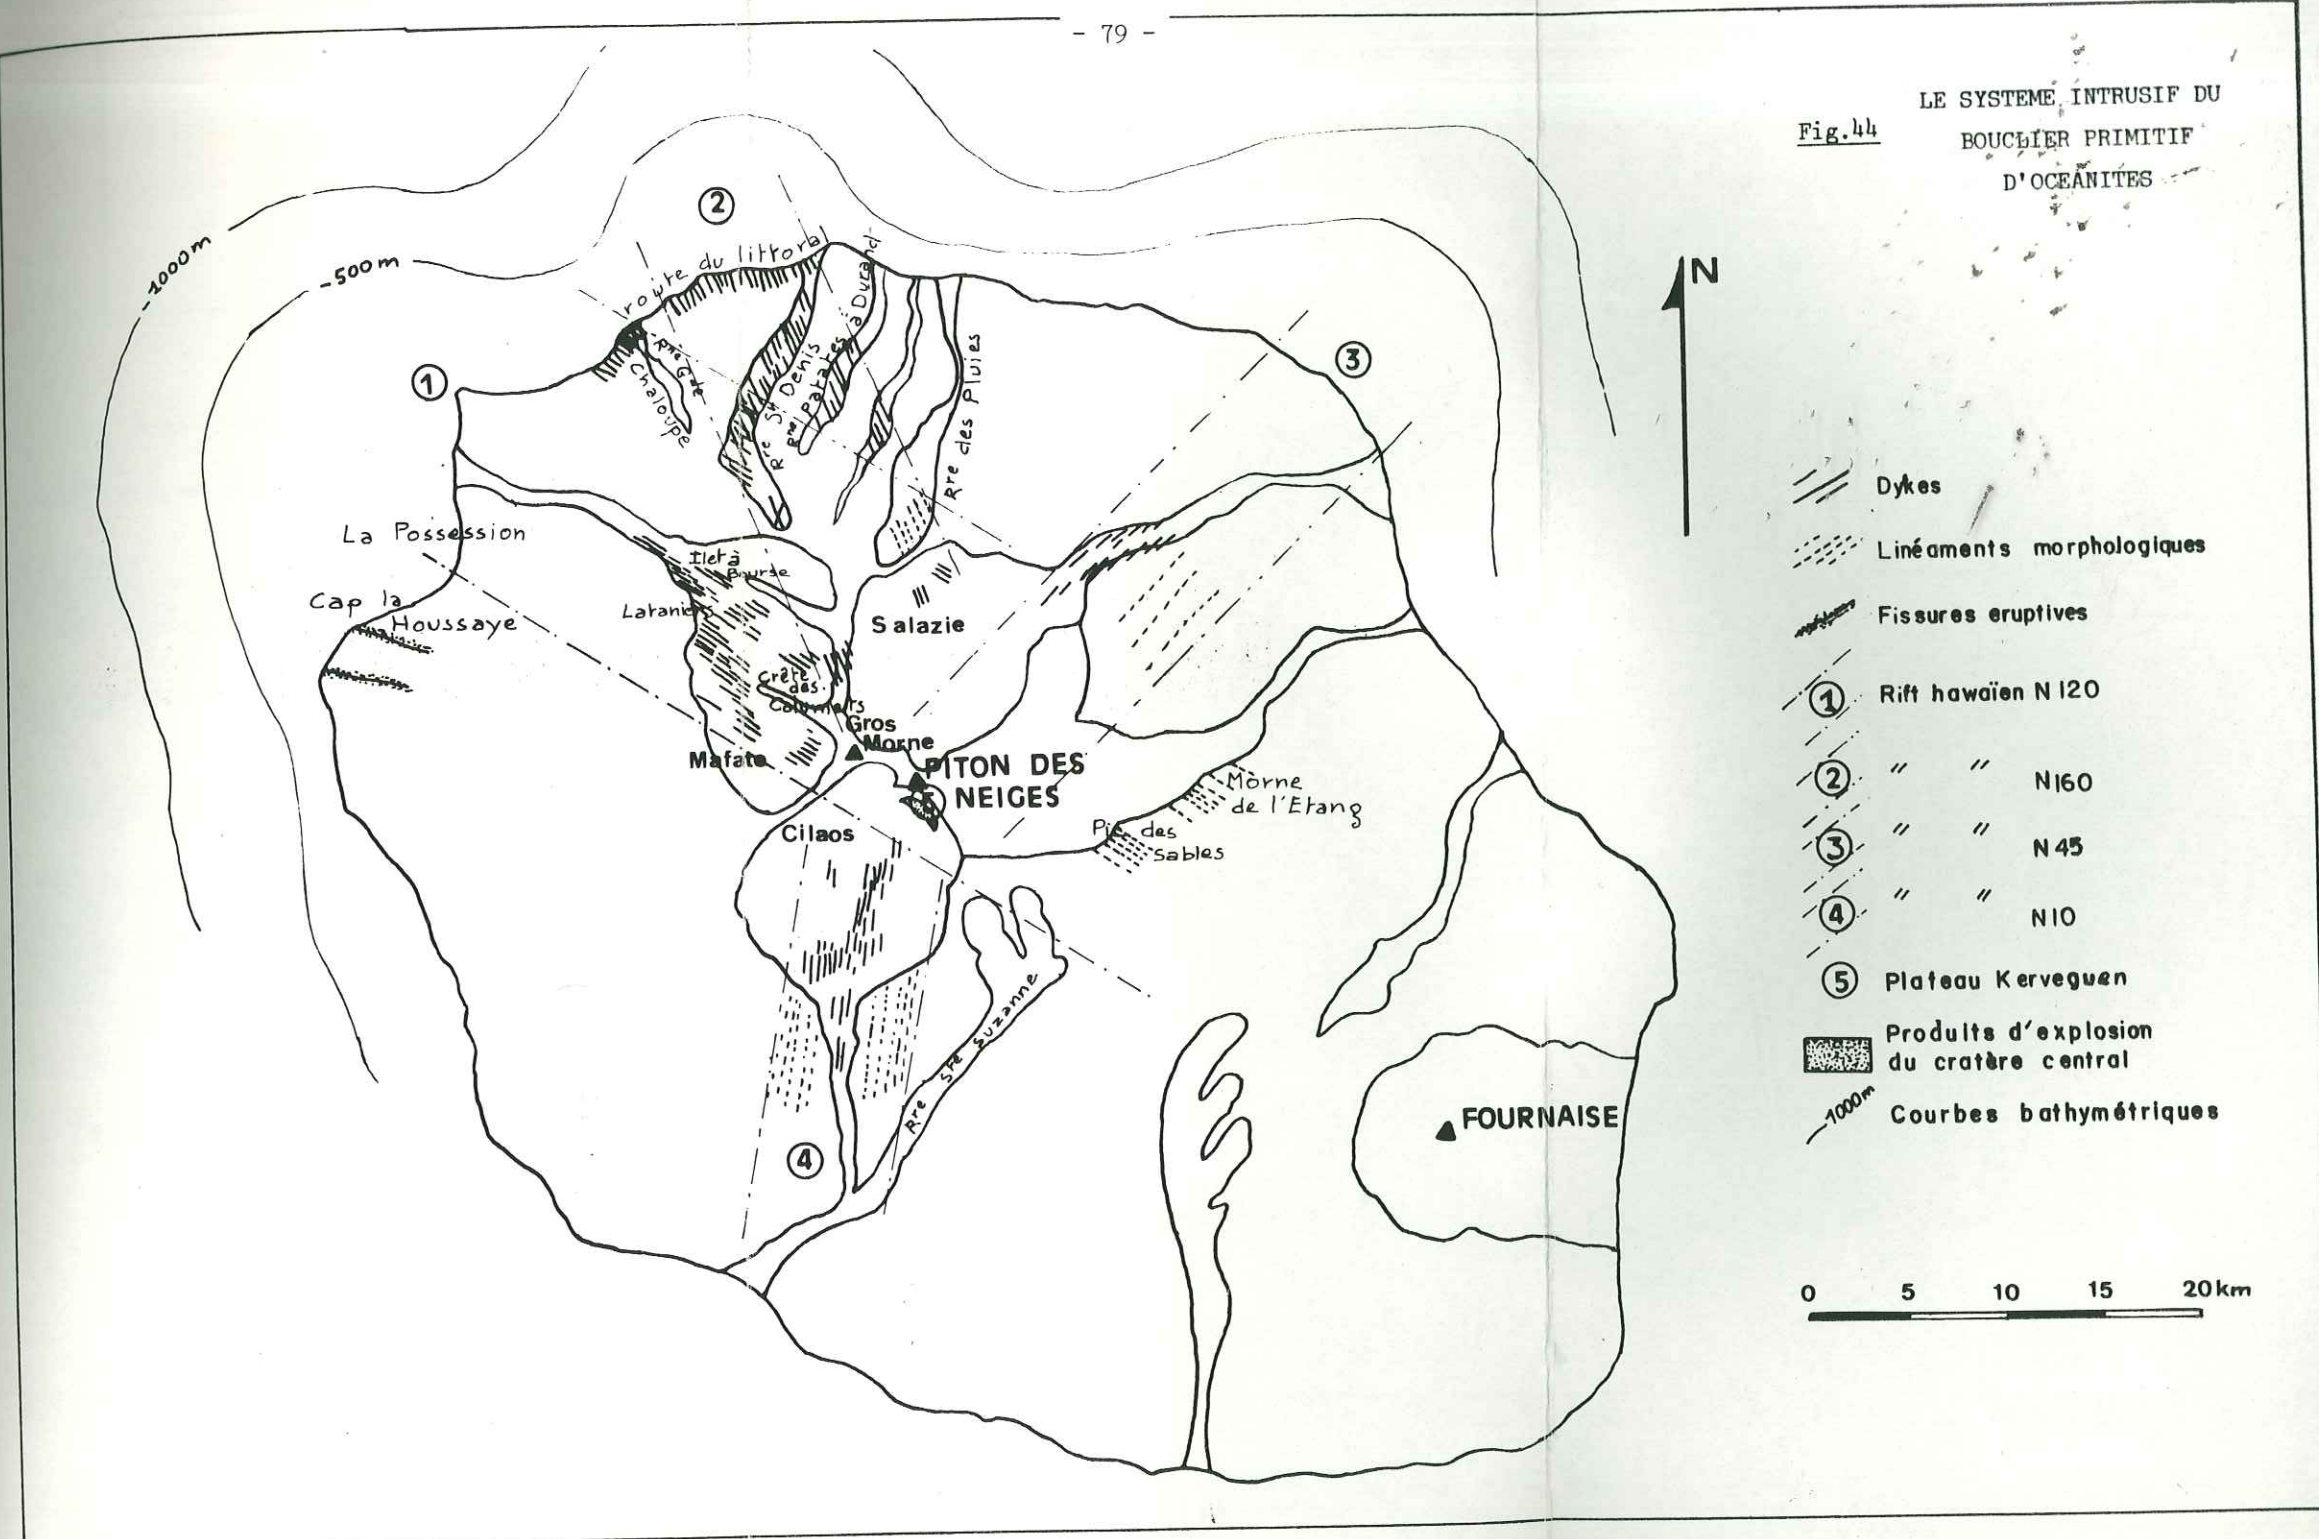 - 79 -
LE SYSTEME INTRUSIF DU
Fig.44
BOUCLIER PRIMITIF
D'OCEANITES
N
-1000m
-500m
2
route du littoral
1
3
Rne Gde
Chaloupe
Rre St Denis
Rne Patates à Durand
Rre des Pluies
La Possession
Cap la
Houssaye
Ilet à
Bourse
Lataniers
Salazie
Crête
des
Calumets
Gros
Morne
Mafate
PITON DES
NEIGES
5
Cilaos
Morne
de l'Etang
Pic des
Sables
Rre Ste Suzanne
4
FOURNAISE
Dykes
Linéaments morphologiques
Fissures eruptives
1 Rift hawaïen N 120
2 " " N160
3 " " N 45
4 " " N10
5 Plateau Kerveguen
Produits d'explosion
du cratère central
-1000m Courbes bathymétriques
0 5 10 15 20km